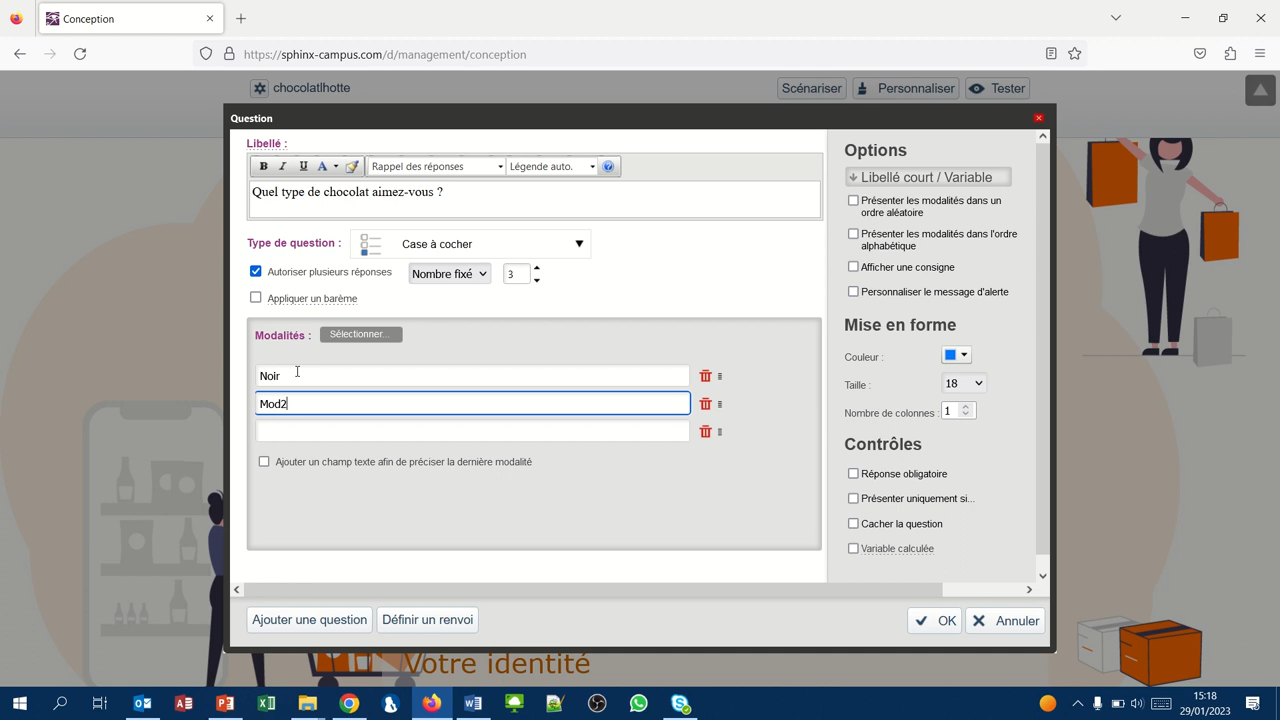 Conception
https://sphinx-campus.com/d/management/conception
chocolatlhotte
Scénariser
Personnaliser
Tester
Question
Libellé :
B I U A
Rappel des réponses
Légende auto.
Quel type de chocolat aimez-vous ?
Type de question :
Case à cocher
Autoriser plusieurs réponses
Nombre fixé
3
Appliquer un barème
Modalités :
Sélectionner...
Noir
Mod2
Ajouter un champ texte afin de préciser la dernière modalité
Options
Libellé court / Variable
Présenter les modalités dans un
ordre aléatoire
Présenter les modalités dans l'ordre
alphabétique
Afficher une consigne
Personnaliser le message d'alerte
Mise en forme
Couleur :
Taille :
18
Nombre de colonnes :
1
Contrôles
Réponse obligatoire
Présenter uniquement si...
Cacher la question
Variable calculée
Ajouter une question
Définir un renvoi
OK
Annuler
Votre identité
15:18
29/01/2023